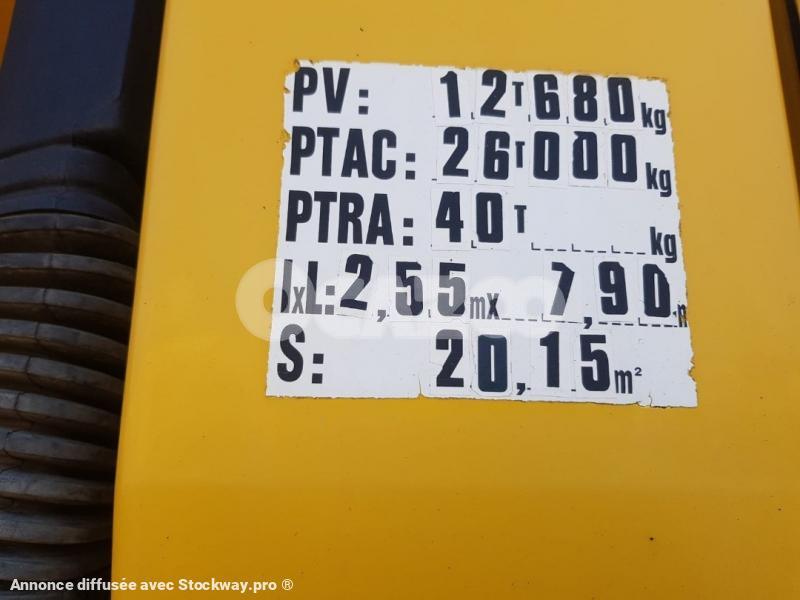 PV: 12T680kg
PTAC: 26T000kg
PTRA: 40T kg
lxL: 2,55mx 7,90m
S: 20,15m²
OCAZOO
Annonce diffusée avec Stockway.pro ®